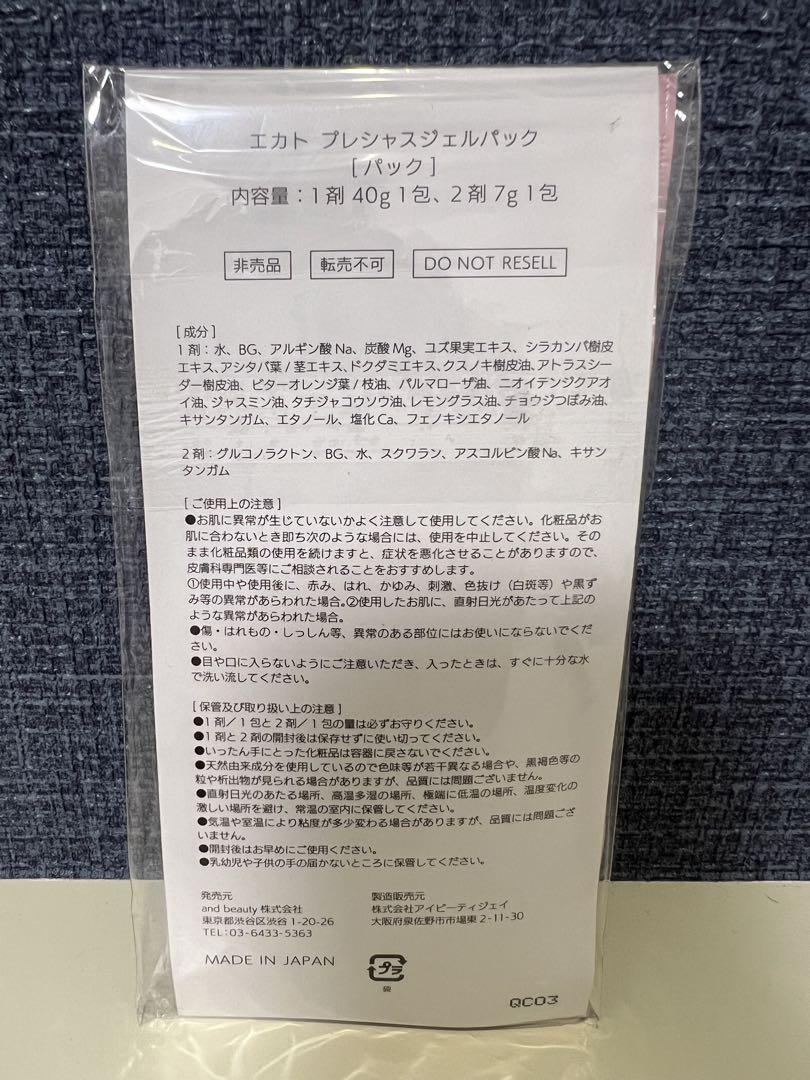 エカト プレシャスジェルパック
[パック]
内容量：1剤 40g 1包、2剤 7g 1包
非売品 転売不可 DO NOT RESELL
[成分]
1剤：水、BG、アルギン酸Na、炭酸Mg、ユズ果実エキス、シラカンバ樹皮
エキス、アシタバ葉/茎エキス、ドクダミエキス、クスノキ樹皮油、アトラスシー
ダー樹皮油、ビターオレンジ葉/枝油、パルマローザ油、ニオイテンジクアオ
イ油、ジャスミン油、タチジャコウソウ油、レモングラス油、チョウジつぼみ油、
キサンタンガム、エタノール、塩化Ca、フェノキシエタノール
2剤：グルコノラクトン、BG、水、スクワラン、アスコルビン酸Na、キサン
タンガム
[ご使用上の注意]
●お肌に異常が生じていないかよく注意して使用してください。化粧品がお
肌に合わないとき即ち次のような場合には、使用を中止してください。その
まま化粧品類の使用を続けますと、症状を悪化させることがありますので、
皮膚科専門医等にご相談されることをおすすめします。
①使用中や使用後に、赤み、はれ、かゆみ、刺激、色抜け（白斑等）や黒ず
み等の異常があらわれた場合。②使用したお肌に、直射日光があたって上記の
ような異常があらわれた場合。
●傷・はれもの・しっしん等、異常のある部位にはお使いにならないでくだ
さい。
●目や口に入らないようにご注意いただき、入ったときは、すぐに十分な水
で洗い流してください。
[保管及び取り扱い上の注意]
●1剤／1包と2剤／1包の量は必ずお守りください。
●1剤と2剤の開封後は保存せずに使い切ってください。
●いったん手にとった化粧品は容器に戻さないでください。
●天然由来成分を使用しているので色味等が若干異なる場合や、黒褐色等の
粒や析出物が見られる場合がありますが、品質には問題ございません。
●直射日光のあたる場所、高温多湿の場所、極端に低温の場所、温度変化の
激しい場所を避け、常温の室内に保管してください。
●気温や室温により粘度が多少変わる場合がありますが、品質には問題ござ
いません。
●開封後はお早めにご使用ください。
●乳幼児や子供の手の届かないところに保管してください。
発売元
and beauty 株式会社
東京都渋谷区渋谷 1-20-26
TEL：03-6433-5363
製造販売元
株式会社アイピーティジェイ
大阪府泉佐野市市場東 2-11-30
MADE IN JAPAN
プラ
袋
QC03